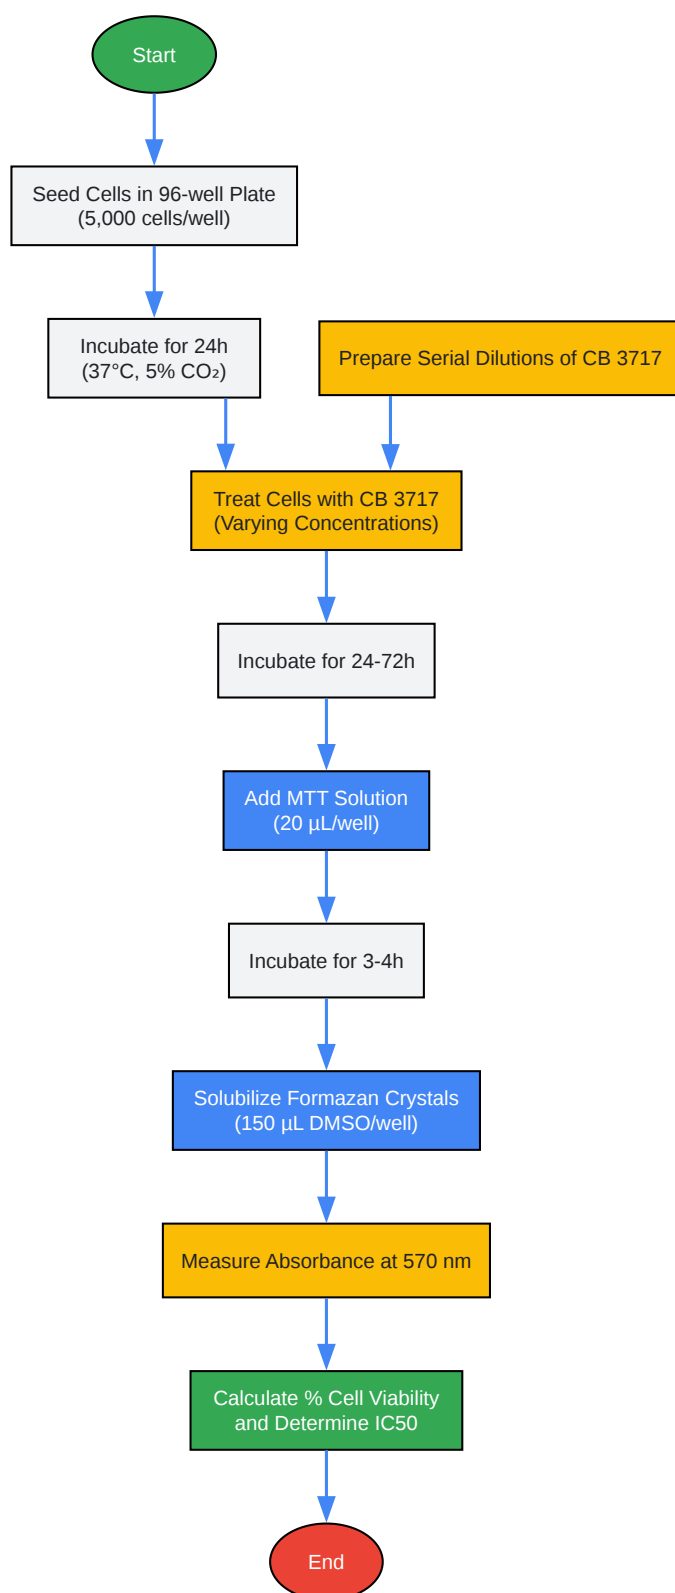 Start
Seed Cells in 96-well Plate
(5,000 cells/well)
Incubate for 24h
(37°C, 5% CO₂)
Prepare Serial Dilutions of CB 3717
Treat Cells with CB 3717
(Varying Concentrations)
Incubate for 24-72h
Add MTT Solution
(20 µL/well)
Incubate for 3-4h
Solubilize Formazan Crystals
(150 µL DMSO/well)
Measure Absorbance at 570 nm
Calculate % Cell Viability
and Determine IC50
End